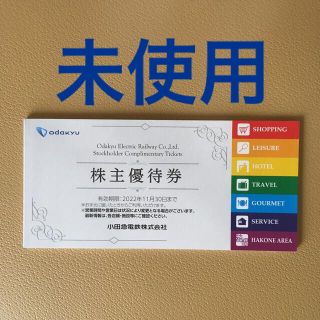 未使用
odakyu
Odakyu Electric Railway Co.,Ltd.
Stockholder Complimentary Tickets
株主優待券
有効期限：2022年11月30日まで
小田急電鉄株式会社
SHOPPING
LEISURE
HOTEL
TRAVEL
GOURMET
SERVICE
HAKONE AREA